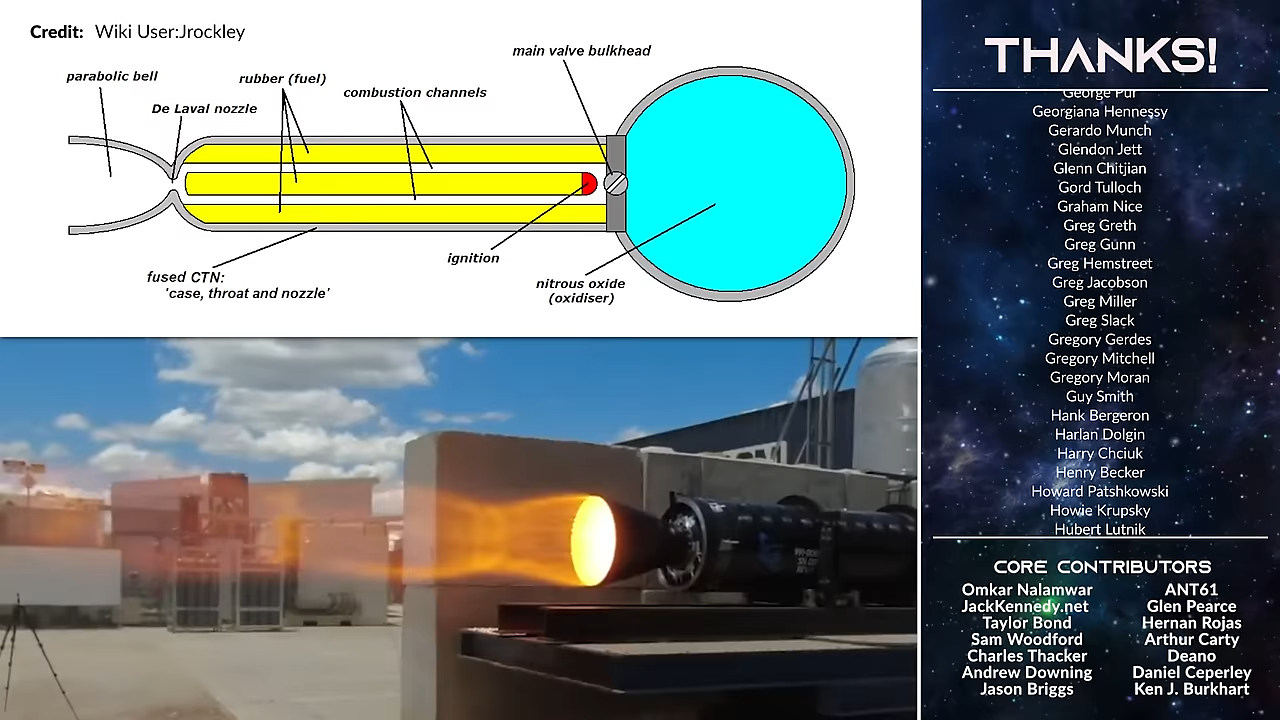 Credit: Wiki User:Jrockley
main valve bulkhead
parabolic bell
rubber (fuel)
combustion channels
De Laval nozzle
ignition
fused CTN:
'case, throat and nozzle'
nitrous oxide
(oxidiser)
THANKS!
George Pur
Georgiana Hennessy
Gerardo Munch
Glendon Jett
Glenn Chitjian
Gord Tulloch
Graham Nice
Greg Greth
Greg Gunn
Greg Hemstreet
Greg Jacobson
Greg Miller
Greg Slack
Gregory Gerdes
Gregory Mitchell
Gregory Moran
Guy Smith
Hank Bergeron
Harlan Dolgin
Harry Chciuk
Henry Becker
Howard Patshkowski
Howie Krupsky
Hubert Lutnik
CORE CONTRIBUTORS
Omkar Nalamwar
JackKennedy.net
Taylor Bond
Sam Woodford
Charles Thacker
Andrew Downing
Jason Briggs
ANT61
Glen Pearce
Hernan Rojas
Arthur Carty
Deano
Daniel Ceperley
Ken J. Burkhart